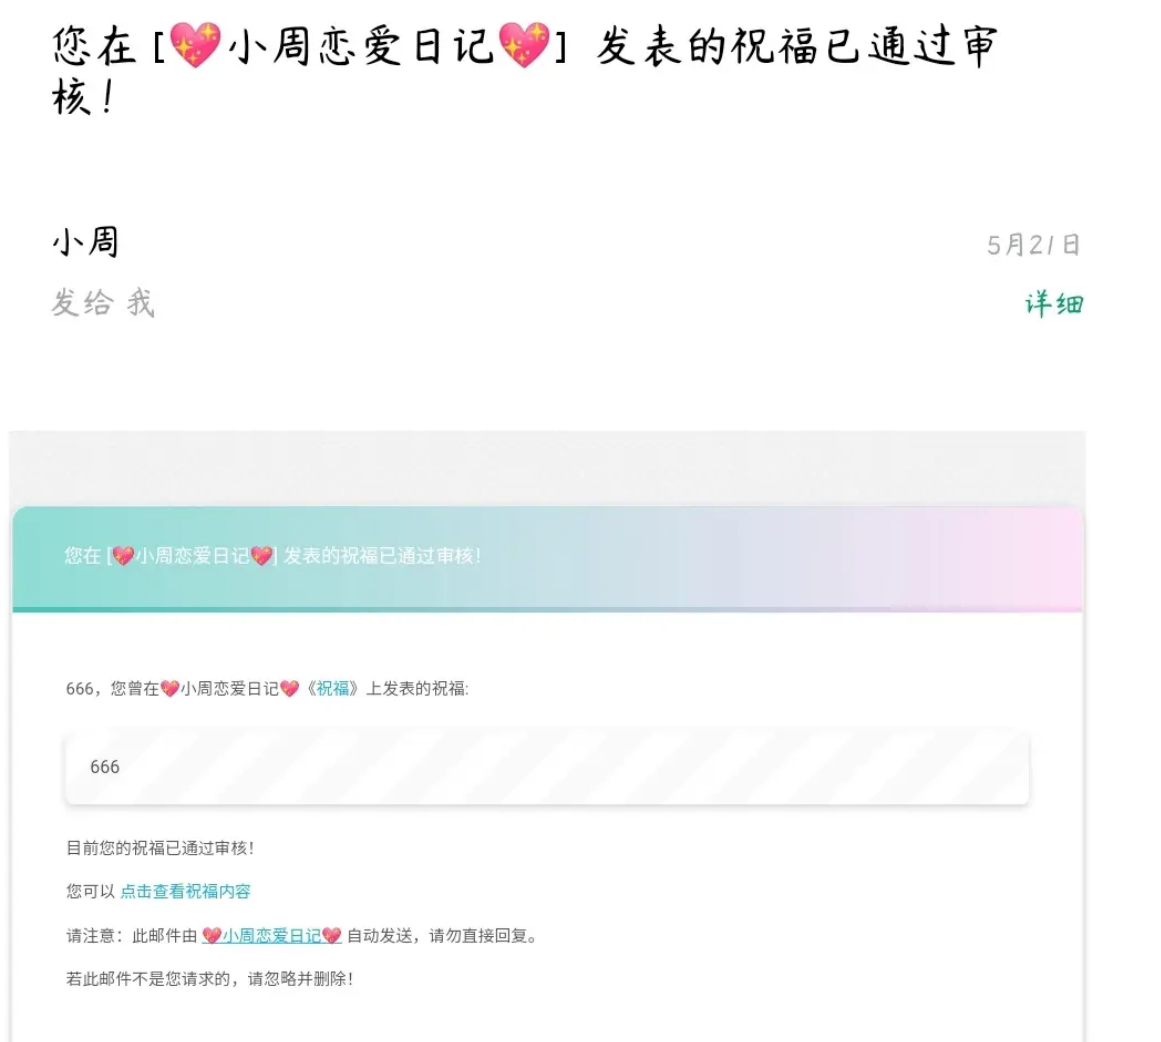 您在 [💖小周恋爱日记💖] 发表的祝福已通过审
核！
小周
5月21日
发给 我
详细
您在 [💖小周恋爱日记💖] 发表的祝福已通过审核！
666，您曾在💖小周恋爱日记💖《祝福》上发表的祝福:
666
目前您的祝福已通过审核！
您可以 点击查看祝福内容
请注意：此邮件由 💖小周恋爱日记💖 自动发送，请勿直接回复。
若此邮件不是您请求的，请忽略并删除！